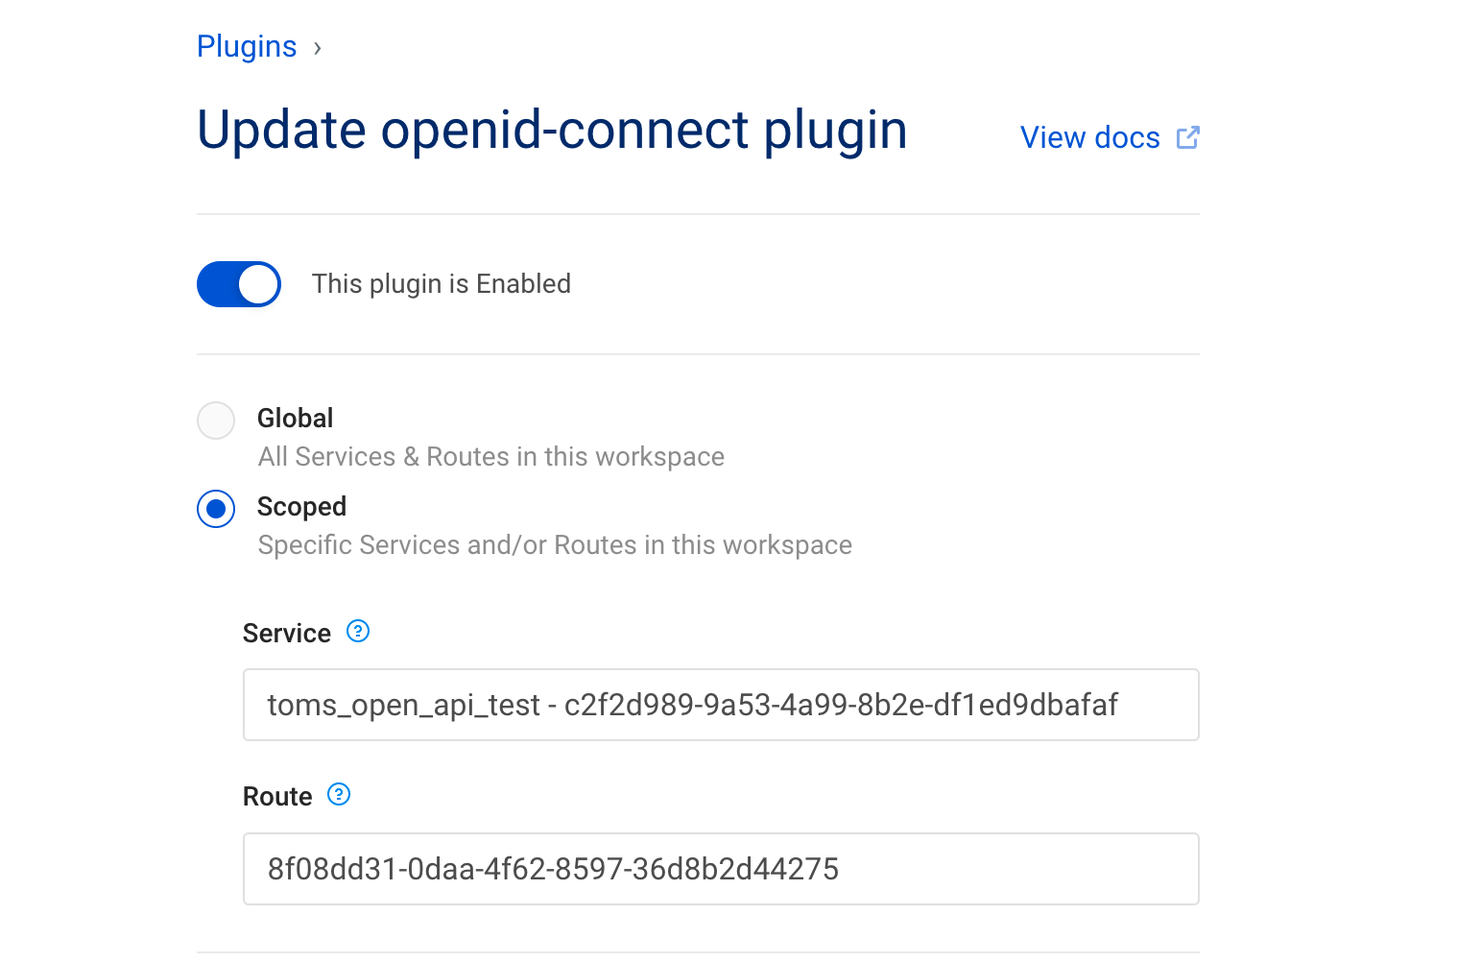 Plugins ›
Update openid-connect plugin
View docs
This plugin is Enabled
Global
All Services & Routes in this workspace
Scoped
Specific Services and/or Routes in this workspace
Service ?
toms_open_api_test - c2f2d989-9a53-4a99-8b2e-df1ed9dbafaf
Route ?
8f08dd31-0daa-4f62-8597-36d8b2d44275